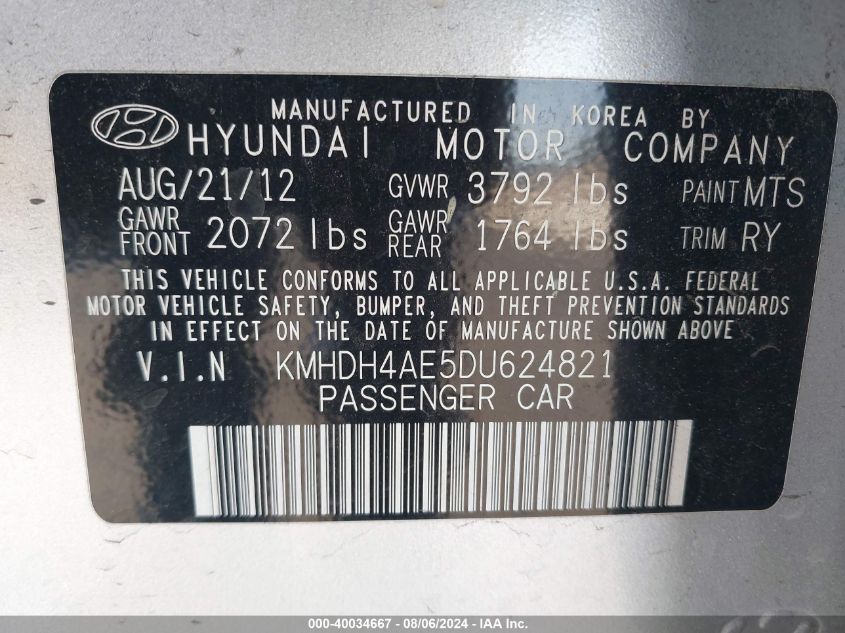 MANUFACTURED IN KOREA BY
HYUNDAI MOTOR COMPANY
AUG/21/12 GVWR 3792 lbs PAINT MTS
GAWR FRONT 2072 lbs GAWR REAR 1764 lbs TRIM RY
THIS VEHICLE CONFORMS TO ALL APPLICABLE U.S.A. FEDERAL
MOTOR VEHICLE SAFETY, BUMPER, AND THEFT PREVENTION STANDARDS
IN EFFECT ON THE DATE OF MANUFACTURE SHOWN ABOVE
V.I.N KMHDH4AE5DU624821
PASSENGER CAR
000-40034667 - 08/06/2024 - IAA Inc.